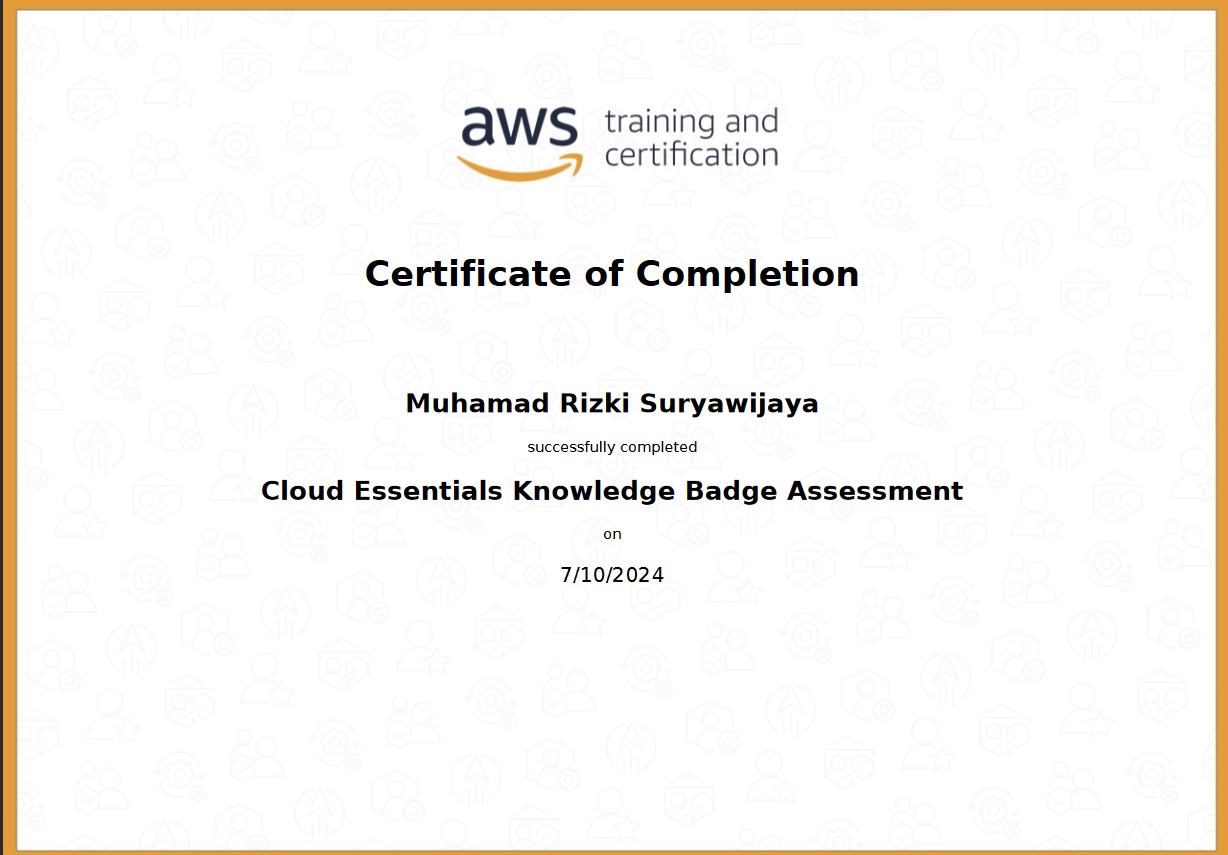 aws training and
certification
Certificate of Completion
Muhamad Rizki Suryawijaya
successfully completed
Cloud Essentials Knowledge Badge Assessment
on
7/10/2024